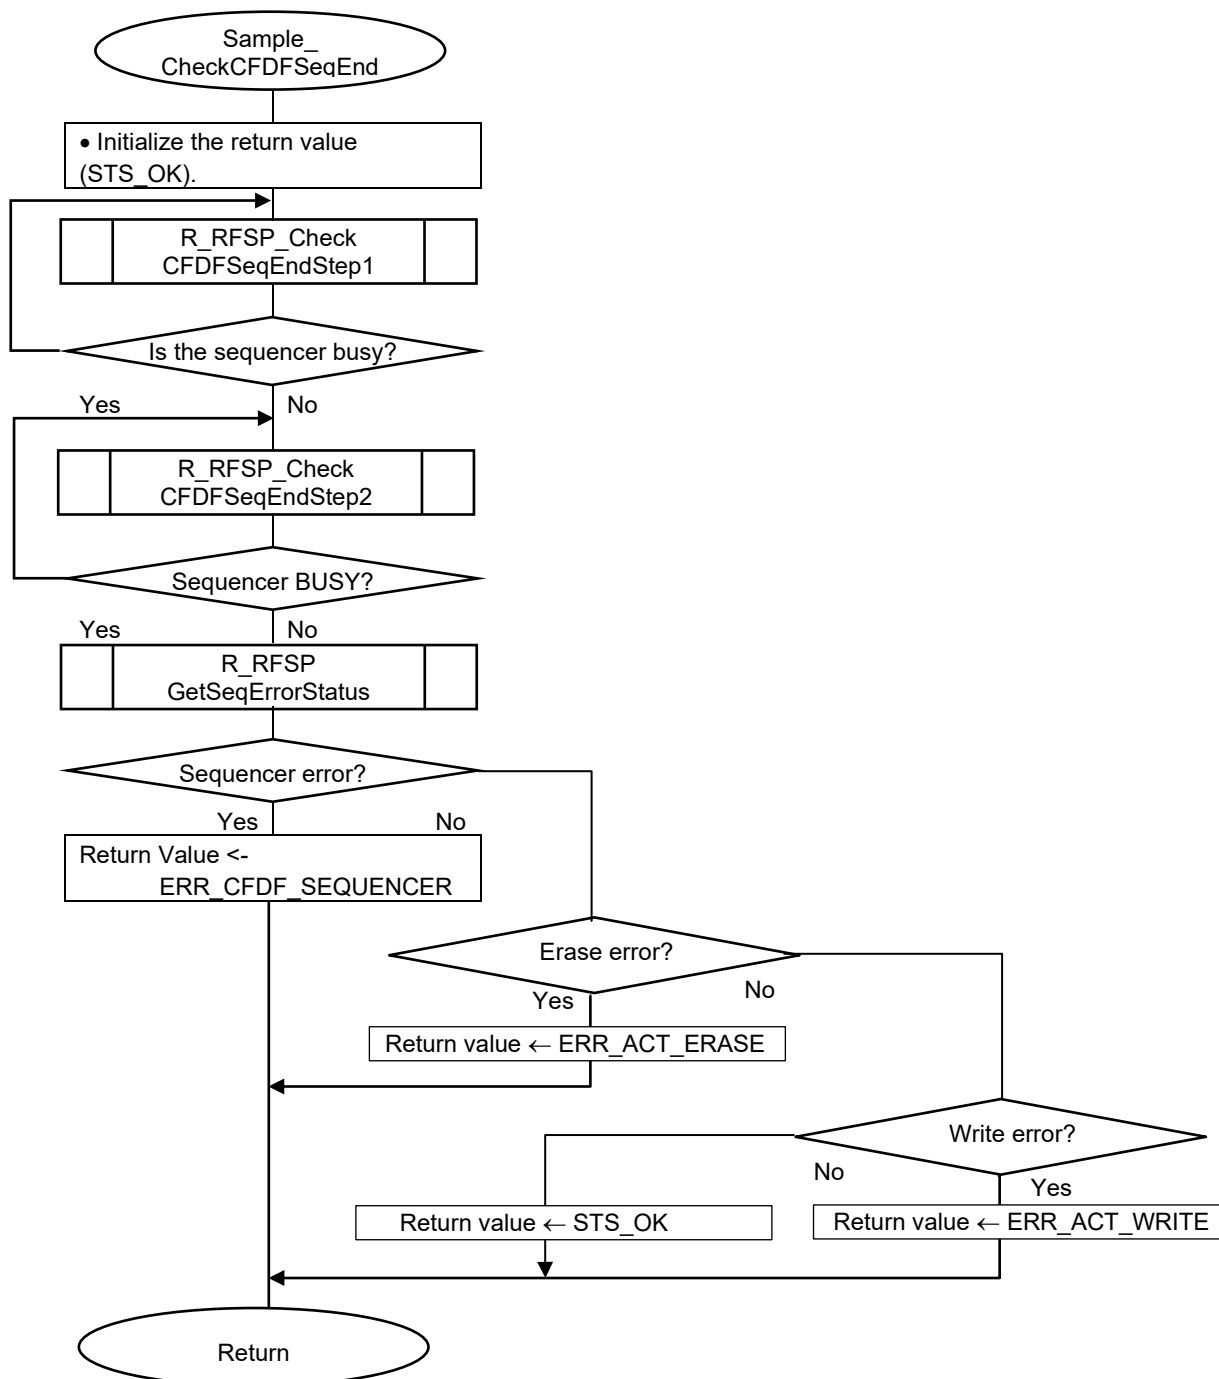 Sample_
CheckCFDFSeqEnd
• Initialize the return value
(STS_OK).
R_RFSP_Check
CFDFSeqEndStep1
Is the sequencer busy?
Yes No
R_RFSP_Check
CFDFSeqEndStep2
Sequencer BUSY?
Yes No
R_RFSP
GetSeqErrorStatus
Sequencer error?
Yes No
Return Value <-
ERR_CFDF_SEQUENCER
Erase error?
Yes No
Return value ← ERR_ACT_ERASE
Write error?
No
Yes
Return value ← STS_OK
Return value ← ERR_ACT_WRITE
Return